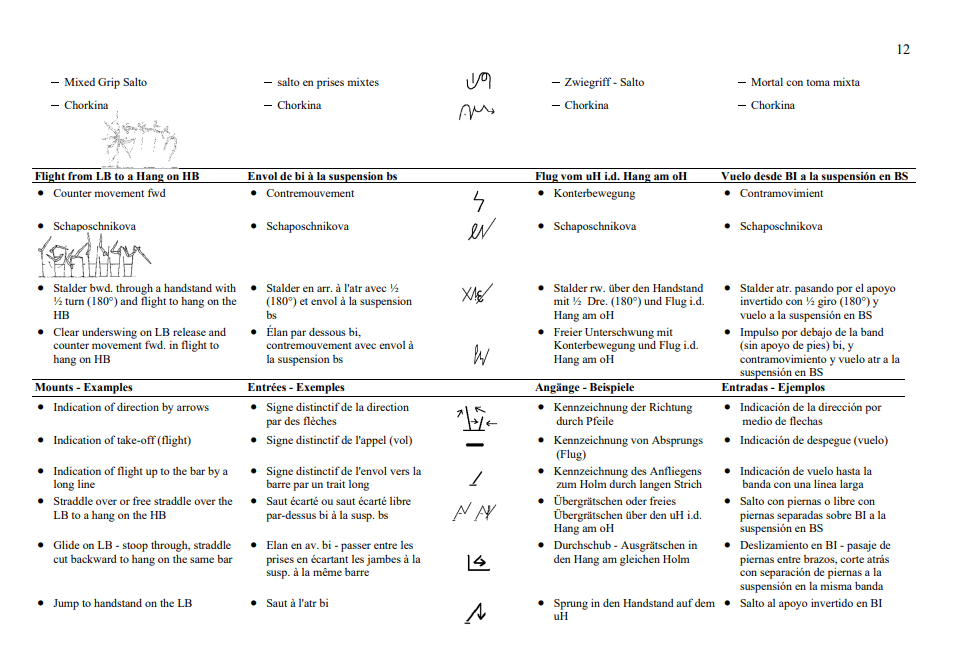 12
– Mixed Grip Salto – salto en prises mixtes – Zwiegriff - Salto – Mortal con toma mixta
– Chorkina – Chorkina – Chorkina – Chorkina
Flight from LB to a Hang on HB Envol de bi à la suspension bs Flug vom uH i.d. Hang am oH Vuelo desde BI a la suspensión en BS
• Counter movement fwd • Contremouvement • Konterbewegung • Contramovimient
• Schaposchnikova • Schaposchnikova • Schaposchnikova • Schaposchnikova
• Stalder bwd. through a handstand with • Stalder en arr. à l'atr avec ½ • Stalder rw. über den Handstand • Stalder atr. pasando por el apoyo
½ turn (180°) and flight to hang on the (180°) et envol à la suspension mit ½ Dre. (180°) und Flug i.d. invertido con ½ giro (180°) y
HB bs Hang am oH vuelo a la suspensión en BS
• Clear underswing on LB release and • Élan par dessous bi, • Freier Unterschwung mit • Impulso por debajo de la band
counter movement fwd. in flight to contremouvement avec envol à Konterbewegung und Flug i.d. (sin apoyo de pies) bi, y
hang on HB la suspension bs Hang am oH contramovimiento y vuelo atr a la
suspensión en BS
Mounts - Examples Entrées - Exemples Angänge - Beispiele Entradas - Ejemplos
• Indication of direction by arrows • Signe distinctif de la direction • Kennzeichnung der Richtung • Indicación de la dirección por
par des flèches durch Pfeile medio de flechas
• Indication of take-off (flight) • Signe distinctif de l'appel (vol) • Kennzeichnung von Absprungs • Indicación de despegue (vuelo)
(Flug)
• Indication of flight up to the bar by a • Signe distinctif de l'envol vers la • Kennzeichnung des Anfliegens • Indicación de vuelo hasta la
long line barre par un trait long zum Holm durch langen Strich banda con una línea larga
• Straddle over or free straddle over the • Saut écarté ou saut écarté libre • Übergrätschen oder freies • Salto con piernas o libre con
LB to a hang on the HB par-dessus bi à la susp. bs Übergrätschen über den uH i.d. piernas separadas sobre BI a la
Hang am oH suspensión en BS
• Glide on LB - stoop through, straddle • Elan en av. bi - passer entre les • Durchschub - Ausgrätschen in • Deslizamiento en BI - pasaje de
cut backward to hang on the same bar prises en écartant les jambes à la den Hang am gleichen Holm piernas entre brazos, corte atrás
susp. à la même barre con separación de piernas a la
suspensión en la misma banda
• Jump to handstand on the LB • Saut à l'atr bi • Sprung in den Handstand auf dem • Salto al apoyo invertido en BI
uH